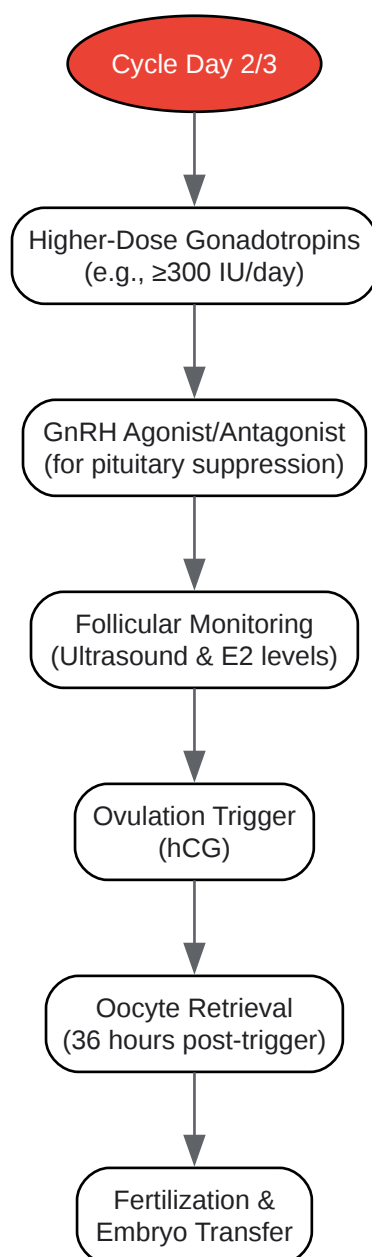 Cycle Day 2/3
Higher-Dose Gonadotropins
(e.g., ≥300 IU/day)
GnRH Agonist/Antagonist
(for pituitary suppression)
Follicular Monitoring
(Ultrasound & E2 levels)
Ovulation Trigger
(hCG)
Oocyte Retrieval
(36 hours post-trigger)
Fertilization &
Embryo Transfer